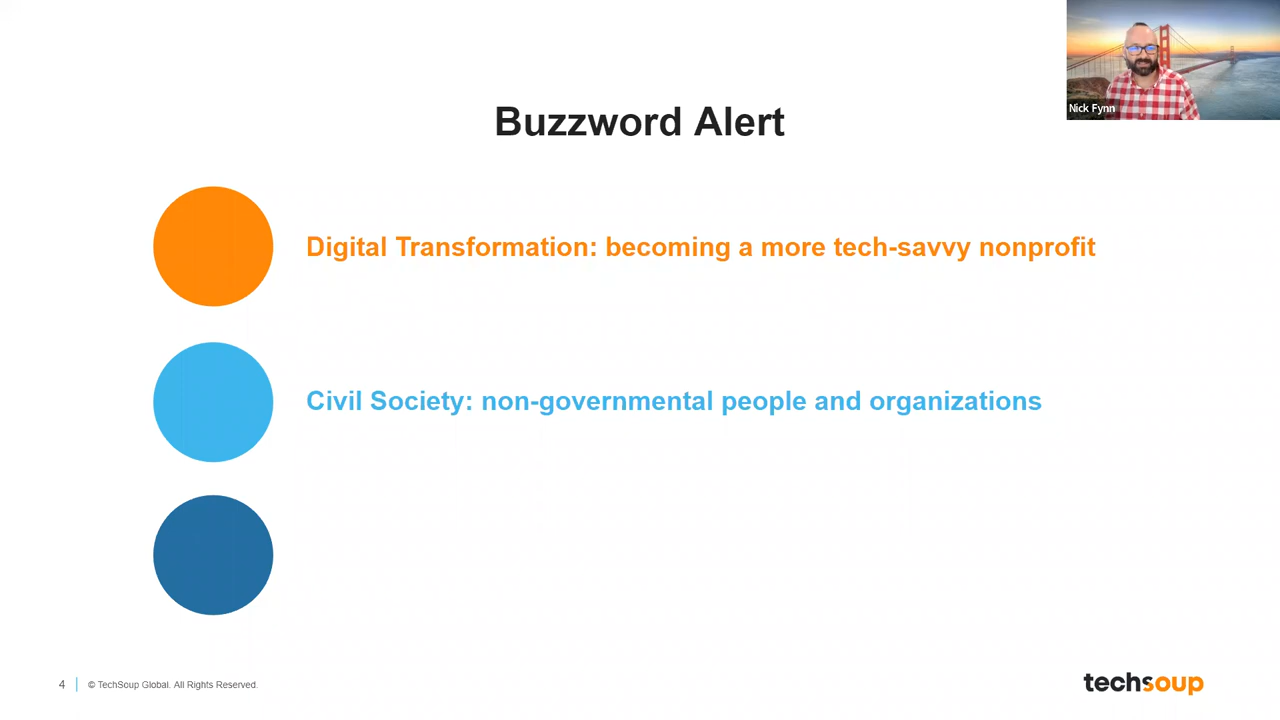 Nick Fynn
Buzzword Alert
Digital Transformation: becoming a more tech-savvy nonprofit
Civil Society: non-governmental people and organizations
4
© TechSoup Global. All Rights Reserved.
techsoup